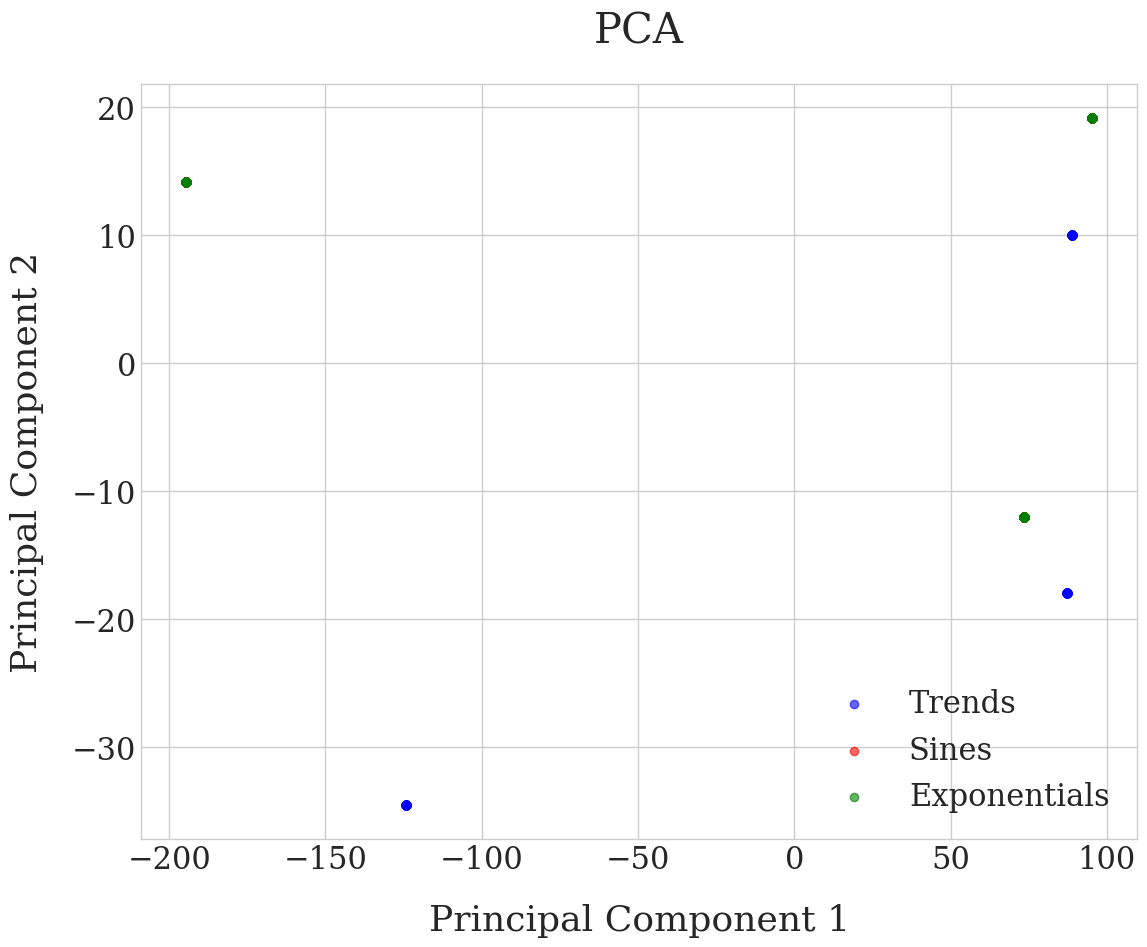 PCA
20
10
0
−10
−20
−30
Principal Component 2
Trends
Sines
Exponentials
−200
−150
−100
−50
0
50
100
Principal Component 1